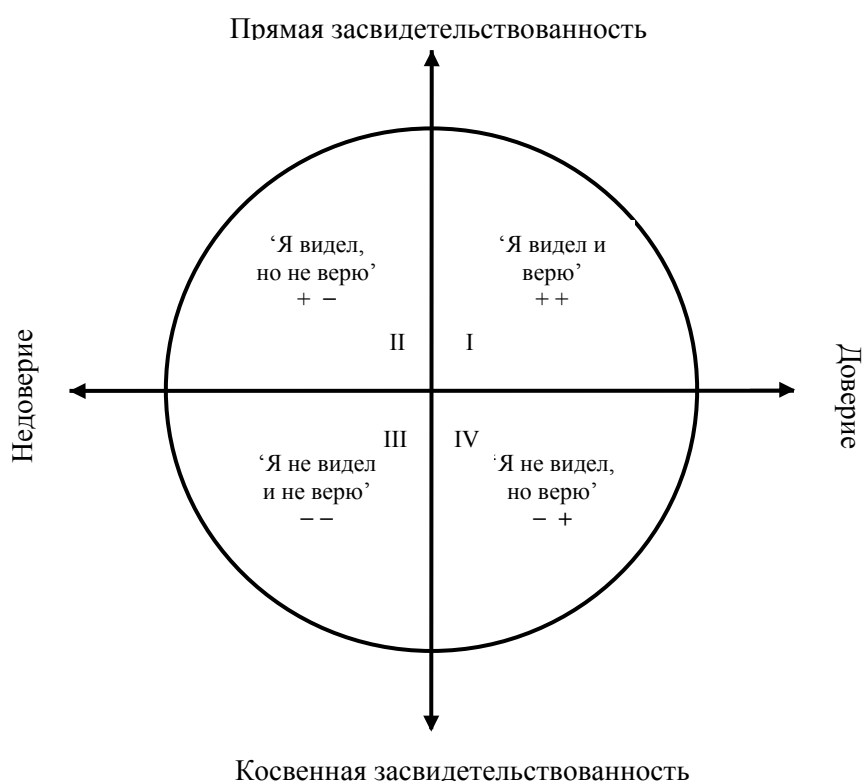 Прямая засвидетельствованность
‘Я видел,
но не верю’
+ −
‘Я видел и
верю’
+ +
II
I
Недоверие
Доверие
III
IV
‘Я не видел
и не верю’
− −
‘Я не видел,
но верю’
− +
Косвенная засвидетельствованность